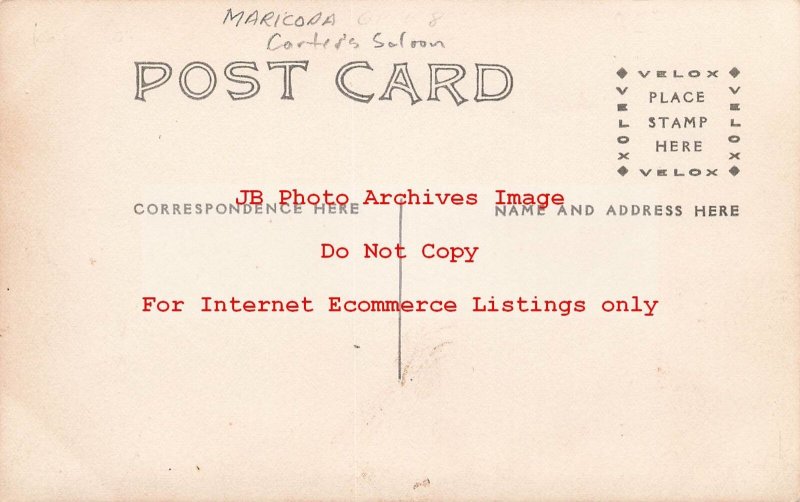 MARICOPA
Carter's Saloon
POST CARD
VELOX
VELOX
PLACE
STAMP
HERE
VELOX
VELOX
JB Photo Archives Image
CORRESPONDENCE HERE
NAME AND ADDRESS HERE
Do Not Copy
For Internet Ecommerce Listings only